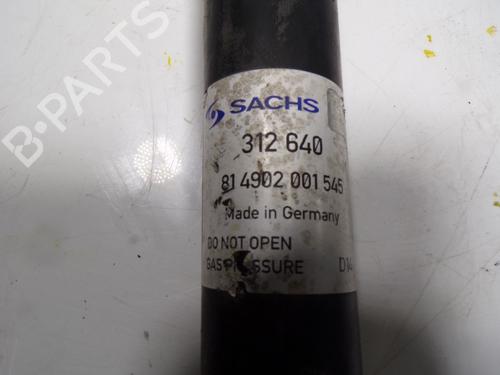 B-PARTS
SACHS
312 640
81 4902 001 545
Made in Germany
DO NOT OPEN
GAS PRESSURE